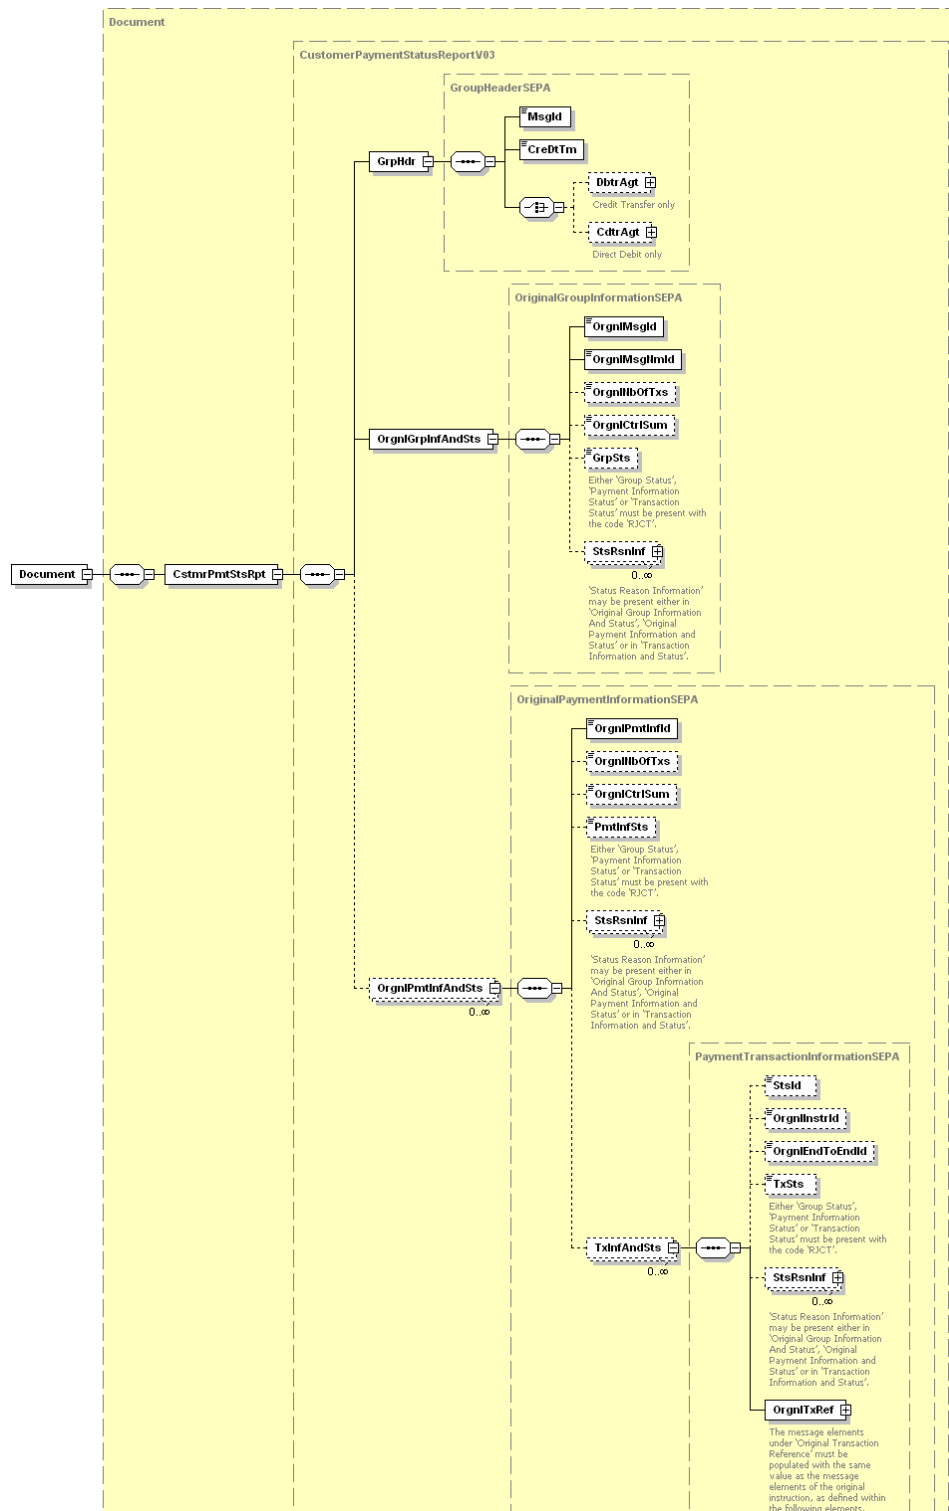 Document
CustomerPaymentStatusReportV03
GroupHeaderSEPA
MsgId
CreDtTm
GrpHdr
DbtrAgt
Credit Transfer only
CdtrAgt
Direct Debit only
OriginalGroupInformationSEPA
OrgnlMsgId
OrgnlMsgNmId
OrgnlNbOfTxs
OrgnlCtrlSum
OrgnlGrpInfAndSts
GrpSts
Either 'Group Status',
'Payment Information
Status' or 'Transaction
Status' must be present with
the code 'RJCT'.
StsRsnInf
0..∞
Document
CstmrPmtStsRpt
'Status Reason Information'
may be present either in
'Original Group Information
And Status', 'Original
Payment Information and
Status' or in 'Transaction
Information and Status'.
OriginalPaymentInformationSEPA
OrgnlPmtInfId
OrgnlNbOfTxs
OrgnlCtrlSum
PmtInfSts
Either 'Group Status',
'Payment Information
Status' or 'Transaction
Status' must be present with
the code 'RJCT'.
StsRsnInf
0..∞
'Status Reason Information'
may be present either in
'Original Group Information
And Status', 'Original
Payment Information and
Status' or in 'Transaction
Information and Status'.
OrgnlPmtInfAndSts
0..∞
PaymentTransactionInformationSEPA
StsId
OrgnlInstrId
OrgnlEndToEndId
TxSts
Either 'Group Status',
'Payment Information
Status' or 'Transaction
Status' must be present with
the code 'RJCT'.
TxInfAndSts
0..∞
StsRsnInf
0..∞
'Status Reason Information'
may be present either in
'Original Group Information
And Status', 'Original
Payment Information and
Status' or in 'Transaction
Information and Status'.
OrgnlTxRef
The message elements
under 'Original Transaction
Reference' must be
populated with the same
value as the message
elements of the original
instruction, as defined within
the following elements.